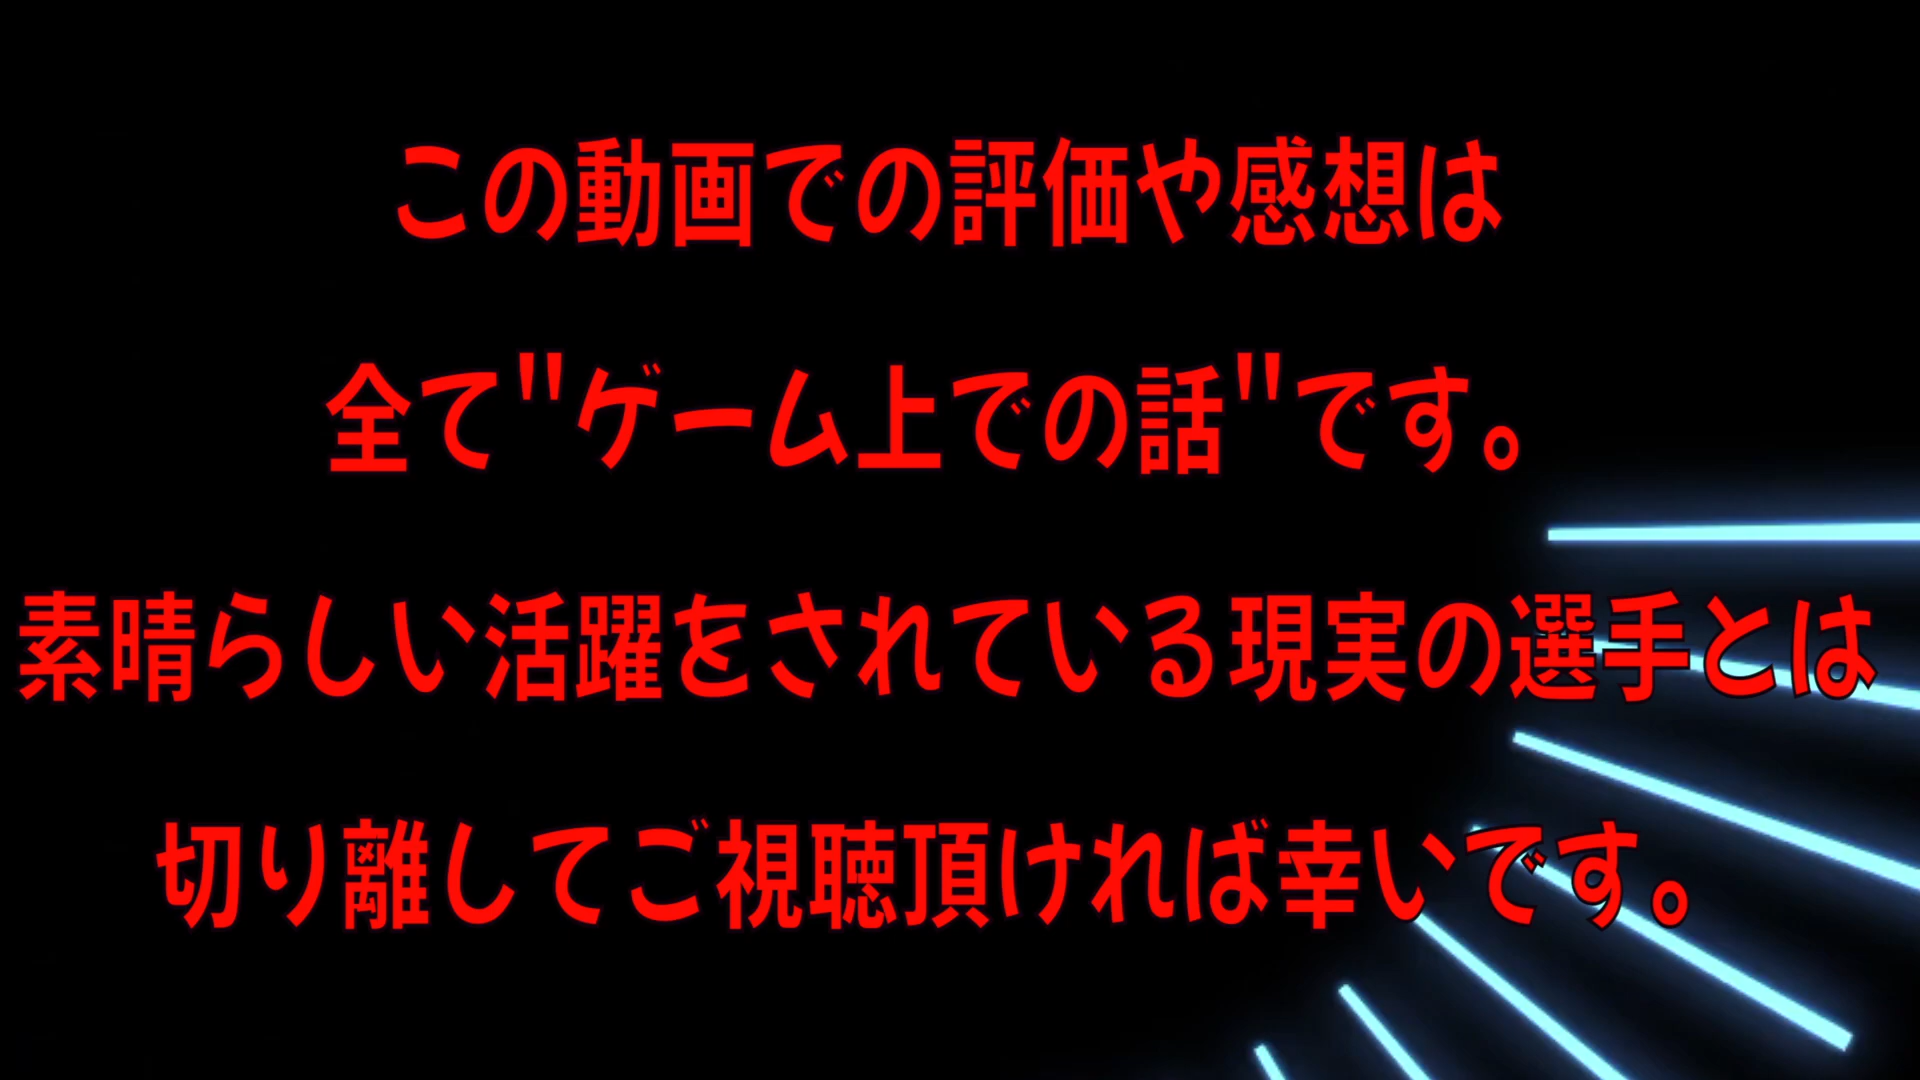 この動画での評価や感想は
全て"ゲーム上での話"です。
素晴らしい活躍をされている現実の選手とは
切り離してご視聴頂ければ幸いです。